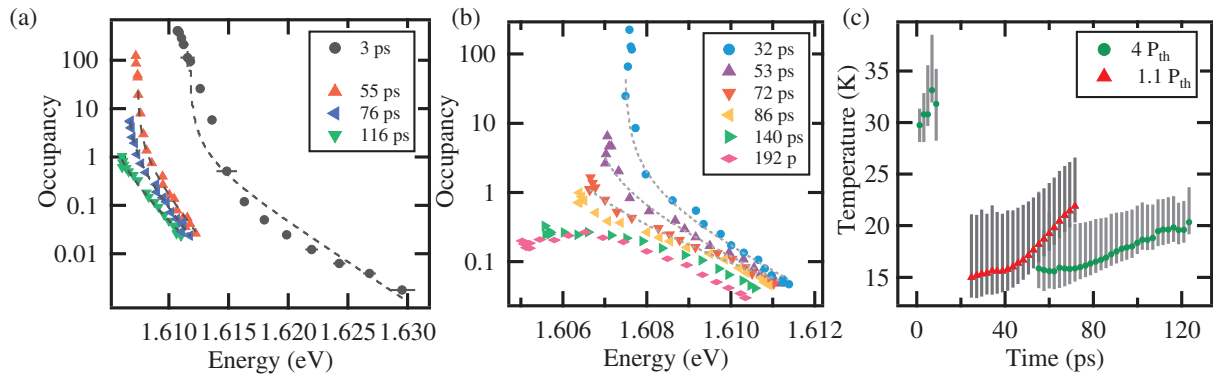 (a)
Occupancy
100
10
1
0.1
0.01
3 ps
55 ps
76 ps
116 ps
1.610 1.615 1.620 1.625 1.630
Energy (eV)
(b)
Occupancy
100
10
1
0.1
32 ps
53 ps
72 ps
86 ps
140 ps
192 p
1.606 1.608 1.610 1.612
Energy (eV)
(c)
Temperature (K)
40
35
30
25
20
15
4 Pth
1.1 Pth
0 40 80 120
Time (ps)